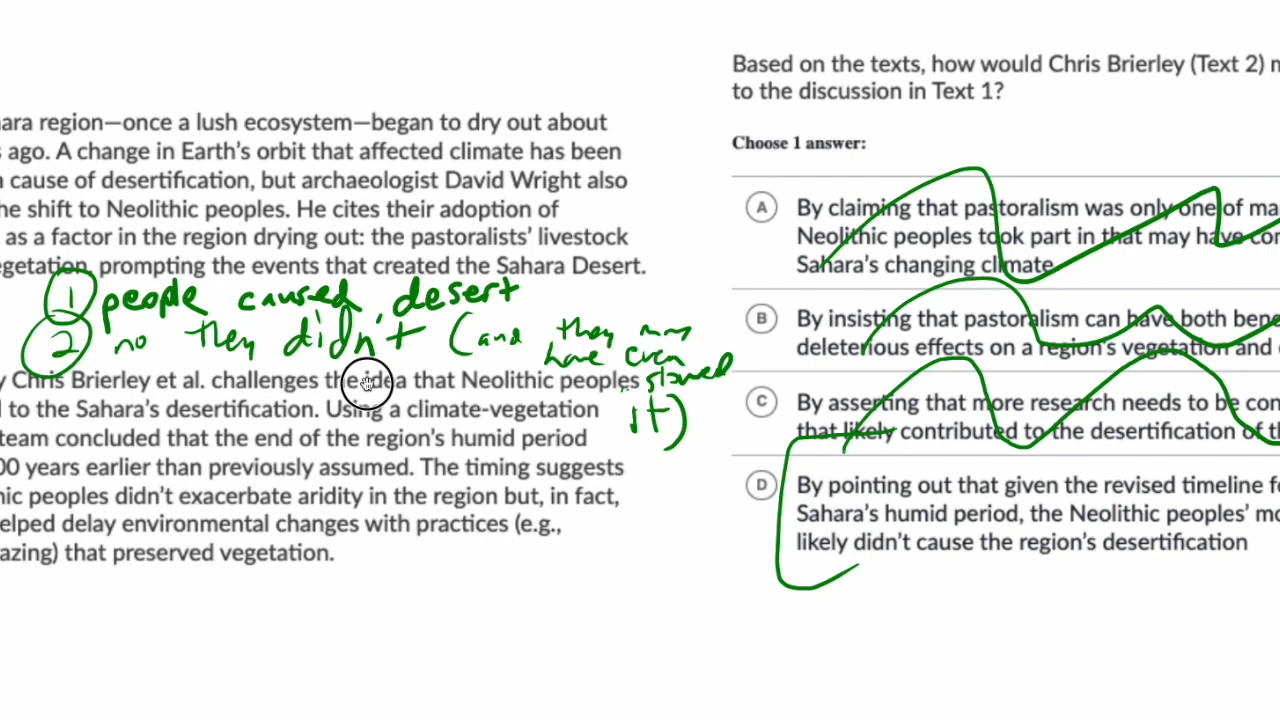 ara region—once a lush ecosystem—began to dry out about
s ago. A change in Earth's orbit that affected climate has been
a cause of desertification, but archaeologist David Wright also
he shift to Neolithic peoples. He cites their adoption of
as a factor in the region drying out: the pastoralists' livestock
getation, prompting the events that created the Sahara Desert.
1 people caused desert
2 no they didn't (and they may
have even
slowed
it)
y Chris Brierley et al. challenges the idea that Neolithic peoples
l to the Sahara's desertification. Using a climate-vegetation
team concluded that the end of the region's humid period
00 years earlier than previously assumed. The timing suggests
hic peoples didn't exacerbate aridity in the region but, in fact,
elped delay environmental changes with practices (e.g.,
azing) that preserved vegetation.
Based on the texts, how would Chris Brierley (Text 2) m
to the discussion in Text 1?
Choose 1 answer:
A By claiming that pastoralism was only one of ma
Neolithic peoples took part in that may have con
Sahara's changing climate
B By insisting that pastoralism can have both bene
deleterious effects on a region's vegetation and
C By asserting that more research needs to be con
that likely contributed to the desertification of th
D By pointing out that given the revised timeline fo
Sahara's humid period, the Neolithic peoples' mo
likely didn't cause the region's desertification